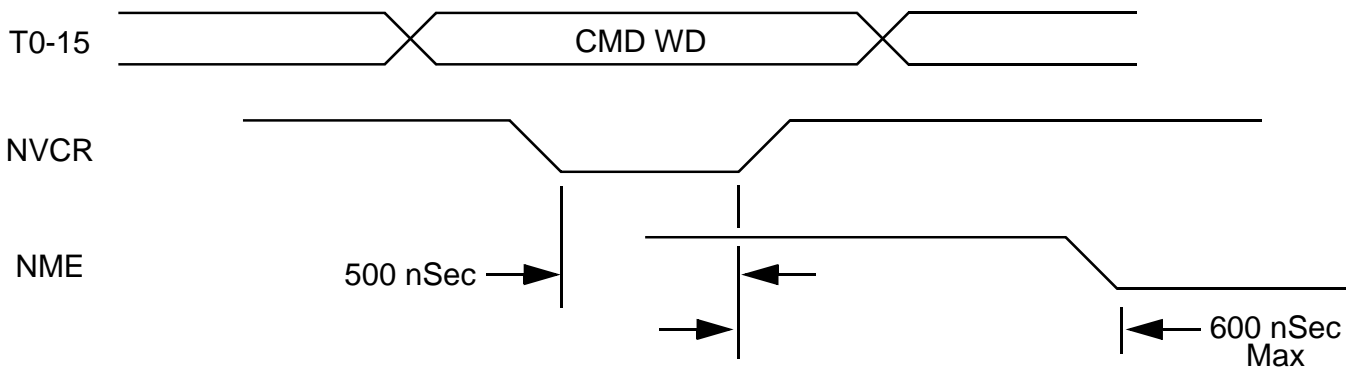 T0-15
CMD WD
NVCR
NME
500 nSec
600 nSec
Max